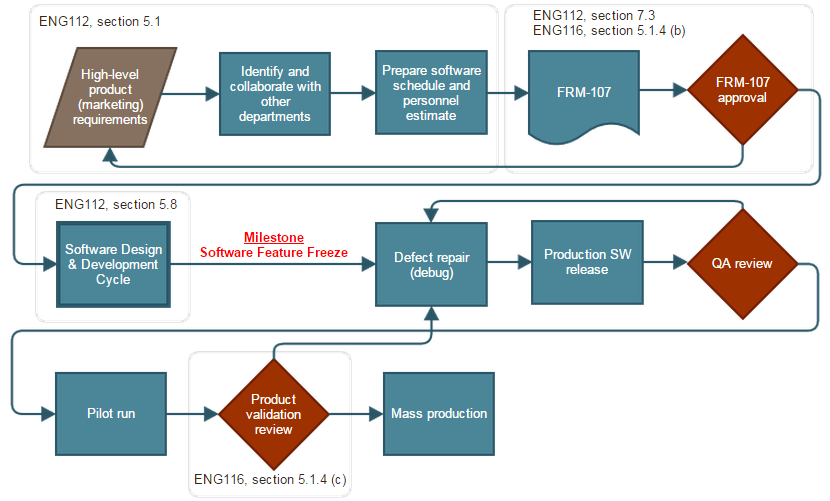 ENG112, section 5.1
ENG112, section 7.3
ENG116, section 5.1.4 (b)
High-level
product
(marketing)
requirements
Identify and
collaborate with
other
departments
Prepare software
schedule and
personnel
estimate
FRM-107
FRM-107
approval
ENG112, section 5.8
Software Design
& Development
Cycle
Milestone
Software Feature Freeze
Defect repair
(debug)
Production SW
release
QA review
Pilot run
Product
validation
review
Mass production
ENG116, section 5.1.4 (c)